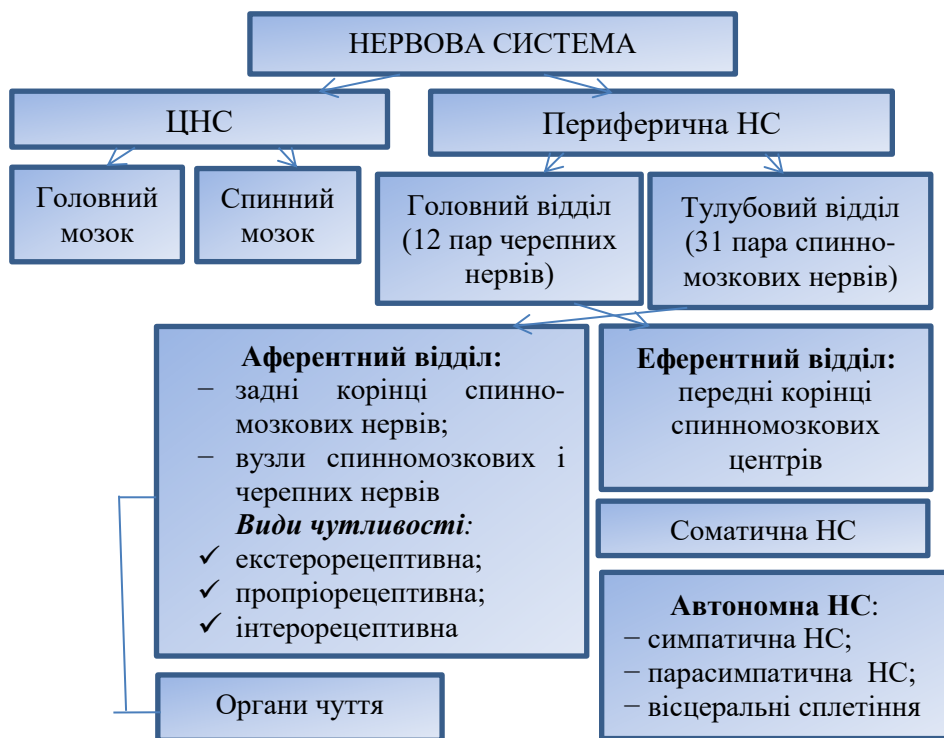 НЕРВОВА СИСТЕМА
ЦНС
Периферична НС
Головний
мозок
Спинний
мозок
Головний відділ
(12 пар черепних
нервів)
Тулубовий відділ
(31 пара спинно-
мозкових нервів)
Аферентний відділ:
− задні корінці спинно-
мозкових нервів;
− вузли спинномозкових і
черепних нервів
Види чутливості:
✓ екстерорецептивна;
✓ пропріорецептивна;
✓ інтерорецептивна
Органи чуття
Еферентний відділ:
передні корінці
спинномозкових
центрів
Соматична НС
Автономна НС:
− симпатична НС;
− парасимпатична НС;
− вісцеральні сплетіння